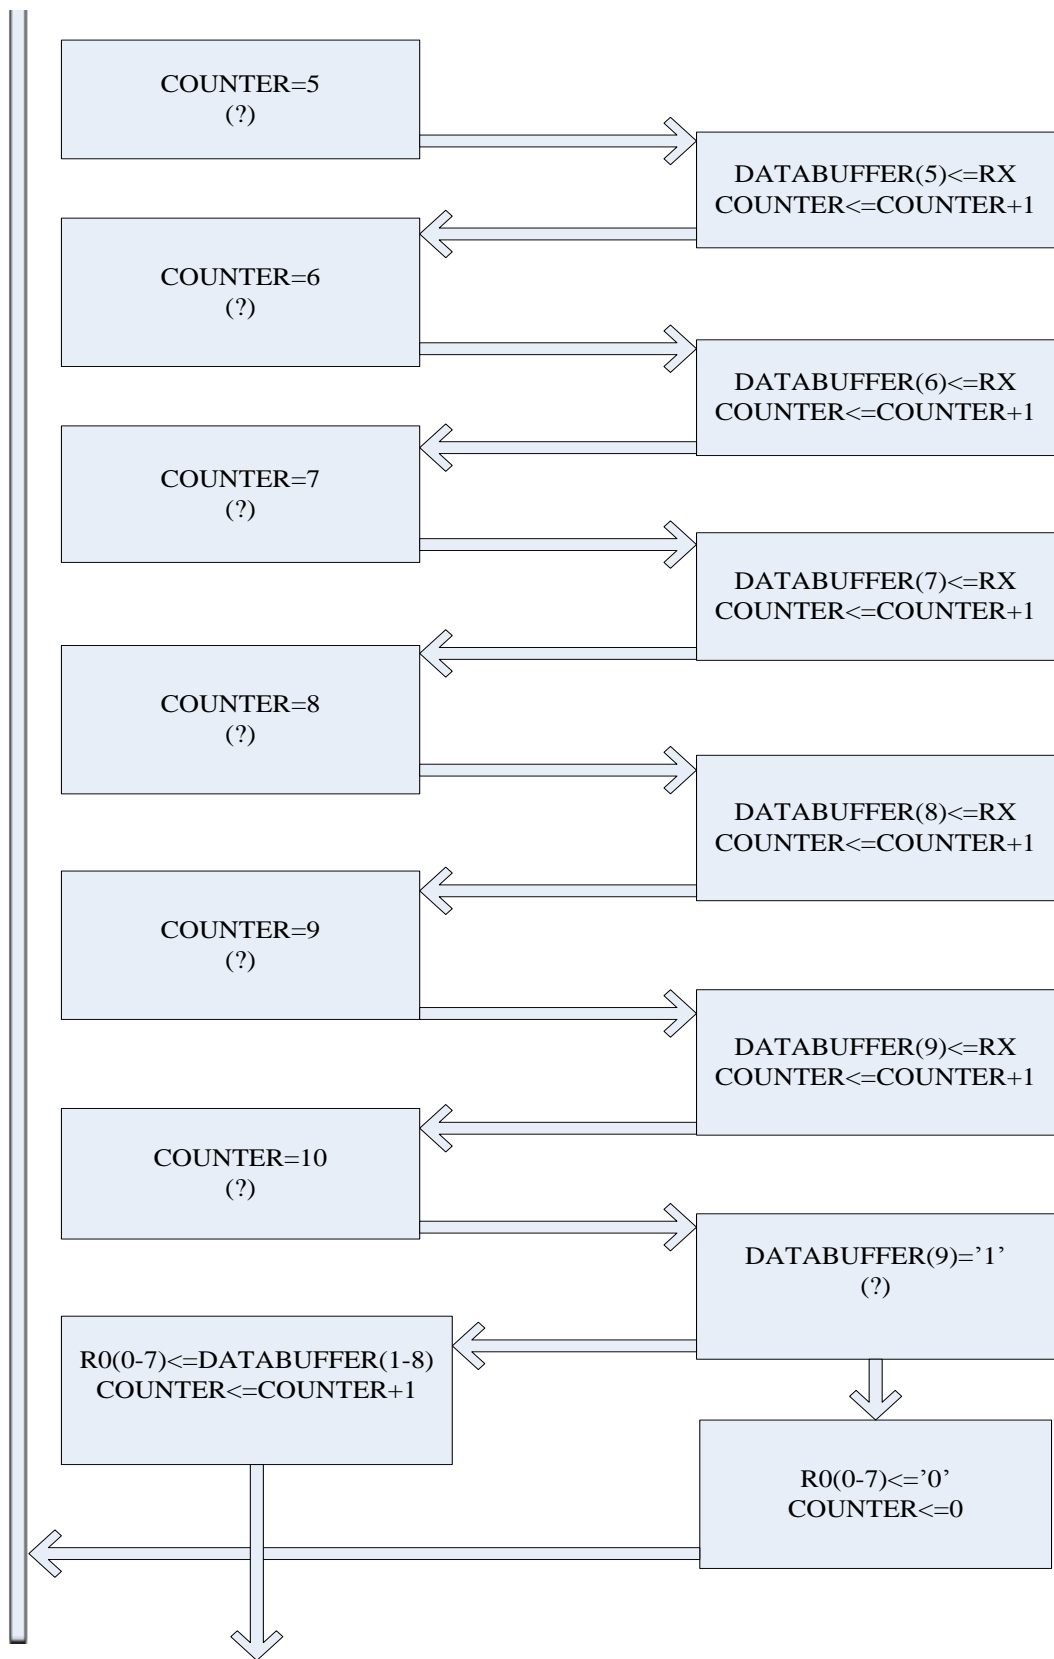 COUNTER=5
(?)
DATABUFFER(5)<=RX
COUNTER<=COUNTER+1
COUNTER=6
(?)
DATABUFFER(6)<=RX
COUNTER<=COUNTER+1
COUNTER=7
(?)
DATABUFFER(7)<=RX
COUNTER<=COUNTER+1
COUNTER=8
(?)
DATABUFFER(8)<=RX
COUNTER<=COUNTER+1
COUNTER=9
(?)
DATABUFFER(9)<=RX
COUNTER<=COUNTER+1
COUNTER=10
(?)
DATABUFFER(9)='1'
(?)
R0(0-7)<=DATABUFFER(1-8)
COUNTER<=COUNTER+1
R0(0-7)<='0'
COUNTER<=0